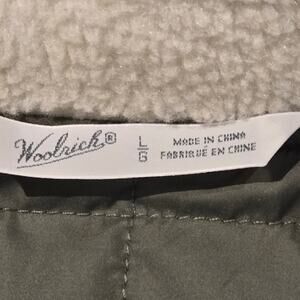 Woolrich®
L
G
MADE IN CHINA
FABRIQUÉ EN CHINE